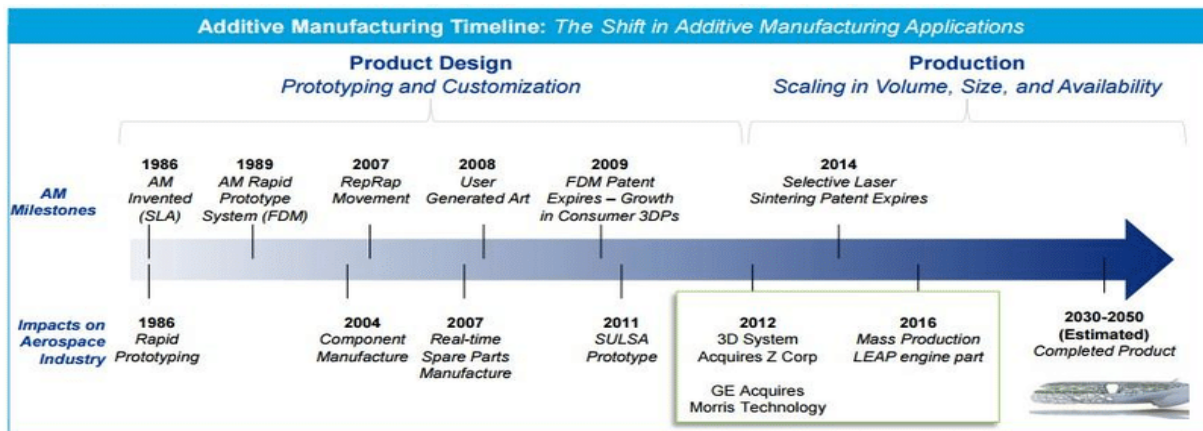 Additive Manufacturing Timeline: The Shift in Additive Manufacturing Applications
Product Design
Prototyping and Customization
Production
Scaling in Volume, Size, and Availability
AM
Milestones
1986
AM
Invented
(SLA)
1989
AM Rapid
Prototype
System (FDM)
2007
RepRap
Movement
2008
User
Generated Art
2009
FDM Patent
Expires – Growth
in Consumer 3DPs
2014
Selective Laser
Sintering Patent Expires
Impacts on
Aerospace
Industry
1986
Rapid
Prototyping
2004
Component
Manufacture
2007
Real-time
Spare Parts
Manufacture
2011
SULSA
Prototype
2012
3D System
Acquires Z Corp
GE Acquires
Morris Technology
2016
Mass Production
LEAP engine part
2030-2050
(Estimated)
Completed Product